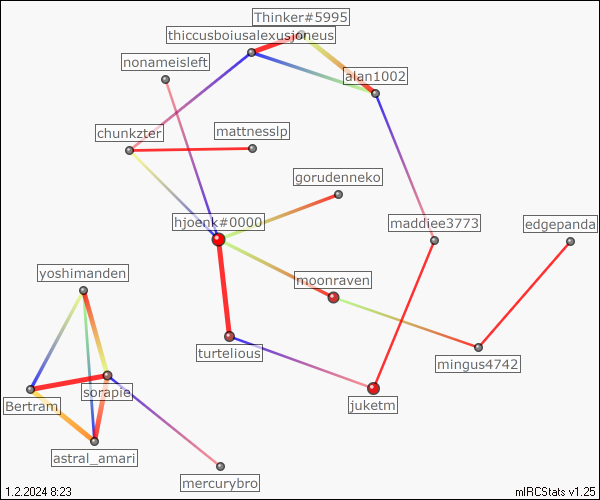 Thinker#5995
thiccusboiusalexusjoneus
nonameisleft
alan1002
chunkzter
mattnesslp
gorudenneko
hjoenk#0000
maddiee3773
edgepanda
yoshimanden
moonraven
turtelious
mingus4742
sorapie
Bertram
juketm
astral_amari
mercurybro
1.2.2024 8:23
mIRCStats v1.25